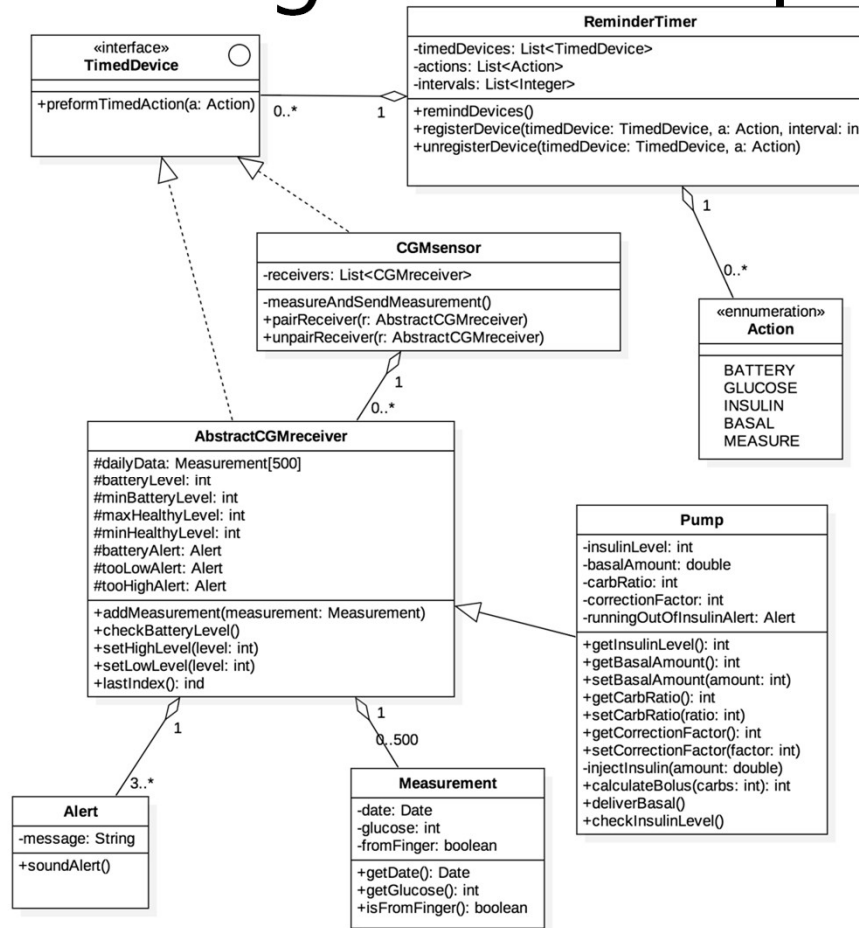 g
«interface»
TimedDevice
+preformTimedAction(a: Action)
0..*
1
ReminderTimer
-timedDevices: List<TimedDevice>
-actions: List<Action>
-intervals: List<Integer>
+remindDevices()
+registerDevice(timedDevice: TimedDevice, a: Action, interval: in
+unregisterDevice(timedDevice: TimedDevice, a: Action)
1
0..*
CGMsensor
-receivers: List<CGMreceiver>
-measureAndSendMeasurement()
+pairReceiver(r: AbstractCGMreceiver)
+unpairReceiver(r: AbstractCGMreceiver)
1
0..*
«ennumeration»
Action
BATTERY
GLUCOSE
INSULIN
BASAL
MEASURE
AbstractCGMreceiver
#dailyData: Measurement[500]
#batteryLevel: int
#minBatteryLevel: int
#maxHealthyLevel: int
#minHealthyLevel: int
#batteryAlert: Alert
#tooLowAlert: Alert
#tooHighAlert: Alert
+addMeasurement(measurement: Measurement)
+checkBatteryLevel()
+setHighLevel(level: int)
+setLowLevel(level: int)
+lastIndex(): ind
1
3..*
1
0..500
Pump
-insulinLevel: int
-basalAmount: double
-carbRatio: int
-correctionFactor: int
-runningOutOfInsulinAlert: Alert
+getInsulinLevel(): int
+getBasalAmount(): int
+setBasalAmount(amount: int)
+getCarbRatio(): int
+setCarbRatio(ratio: int)
+getCorrectionFactor(): int
+setCorrectionFactor(factor: int)
-injectInsulin(amount: double)
+calculateBolus(carbs: int): int
+deliverBasal()
+checkInsulinLevel()
Alert
-message: String
+soundAlert()
Measurement
-date: Date
-glucose: int
-fromFinger: boolean
+getDate(): Date
+getGlucose(): int
+isFromFinger(): boolean